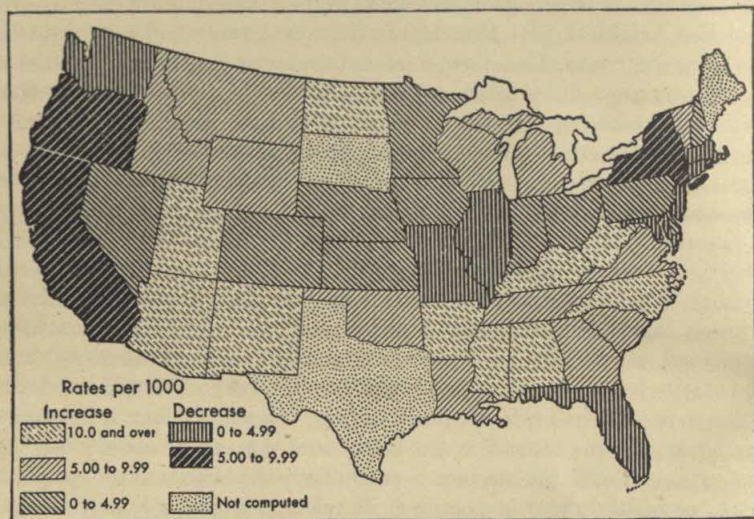 Rates per 1000
Increase
10.0 and over
5.00 to 9.99
0 to 4.99
Decrease
0 to 4.99
5.00 to 9.99
Not computed